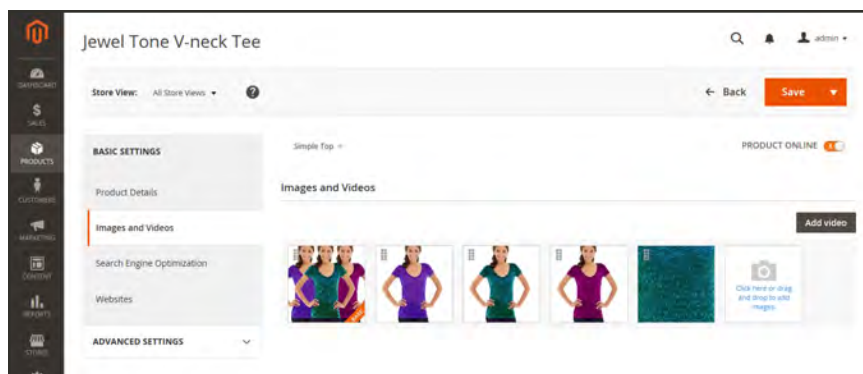 Jewel Tone V-neck Tee
admin
DASHBOARD
Store View: All Store Views
Back
Save
SALES
PRODUCTS
BASIC SETTINGS
Simple Top
PRODUCT ONLINE
CUSTOMERS
Product Details
Images and Videos
MARKETING
Images and Videos
Add video
CONTENT
Search Engine Optimization
Click here or drag
and drop to add
images.
REPORTS
Websites
STORES
ADVANCED SETTINGS